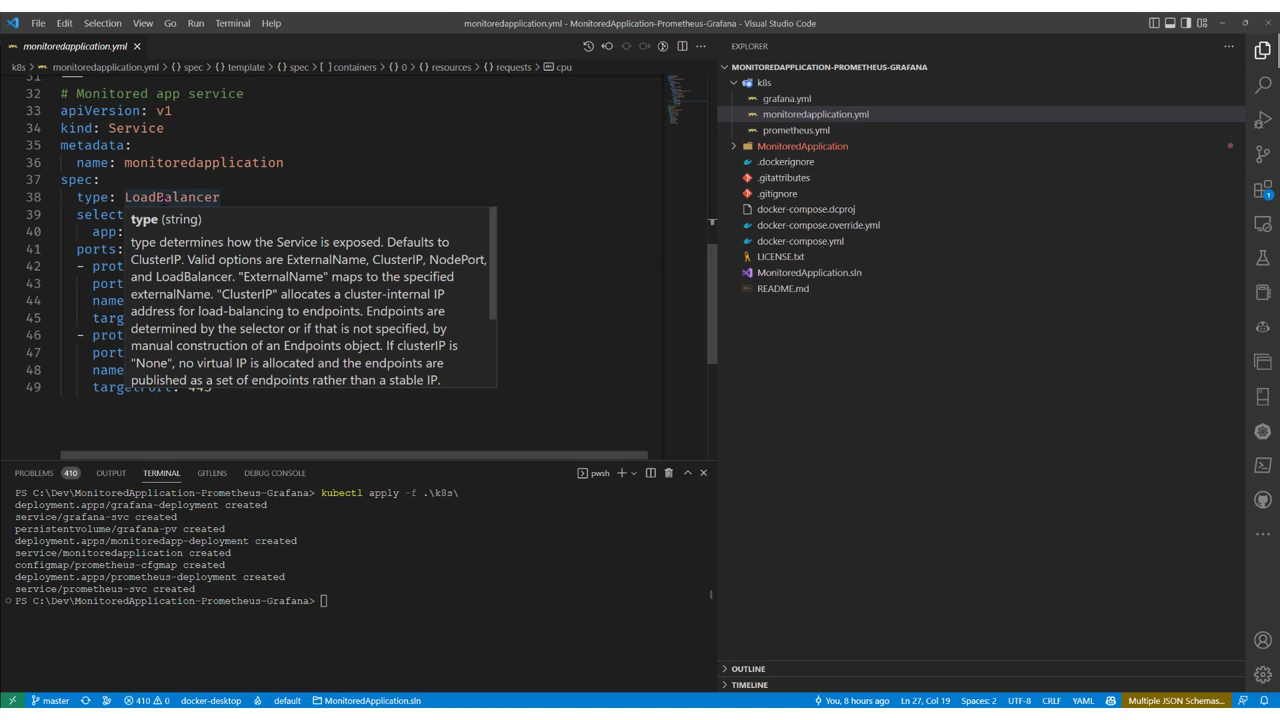 File Edit Selection View Go Run Terminal Help
monitoredapplication.yml - MonitoredApplication-Prometheus-Grafana - Visual Studio Code
monitoredapplication.yml
k8s > monitoredapplication.yml > {} spec > {} template > {} spec > [ ] containers > {} 0 > {} resources > {} requests > cpu
31
32 # Monitored app service
33 apiVersion: v1
34 kind: Service
35 metadata:
36 name: monitoredapplication
37 spec:
38 type: LoadBalancer
39 select
40 app:
41 ports:
42 - prot
43 port
44 name
45 targ
46 - prot
47 port
48 name
49 targetPort: 443
type (string)
type determines how the Service is exposed. Defaults to
ClusterIP. Valid options are ExternalName, ClusterIP, NodePort,
and LoadBalancer. "ExternalName" maps to the specified
externalName. "ClusterIP" allocates a cluster-internal IP
address for load-balancing to endpoints. Endpoints are
determined by the selector or if that is not specified, by
manual construction of an Endpoints object. If clusterIP is
"None", no virtual IP is allocated and the endpoints are
published as a set of endpoints rather than a stable IP.
PROBLEMS 410 OUTPUT TERMINAL GITLENS DEBUG CONSOLE
pwsh
PS C:\Dev\MonitoredApplication-Prometheus-Grafana> kubectl apply -f .\k8s\
deployment.apps/grafana-deployment created
service/grafana-svc created
persistentvolume/grafana-pv created
deployment.apps/monitoredapp-deployment created
service/monitoredapplication created
configmap/prometheus-cfgmap created
deployment.apps/prometheus-deployment created
service/prometheus-svc created
PS C:\Dev\MonitoredApplication-Prometheus-Grafana>
EXPLORER
MONITOREDAPPLICATION-PROMETHEUS-GRAFANA
k8s
grafana.yml
monitoredapplication.yml
prometheus.yml
MonitoredApplication
.dockerignore
.gitattributes
.gitignore
docker-compose.dcproj
docker-compose.override.yml
docker-compose.yml
LICENSE.txt
MonitoredApplication.sln
README.md
OUTLINE
TIMELINE
1
master 410 0 docker-desktop default MonitoredApplication.sln
You, 8 hours ago Ln 27, Col 19 Spaces: 2 UTF-8 CRLF YAML Multiple JSON Schemas...